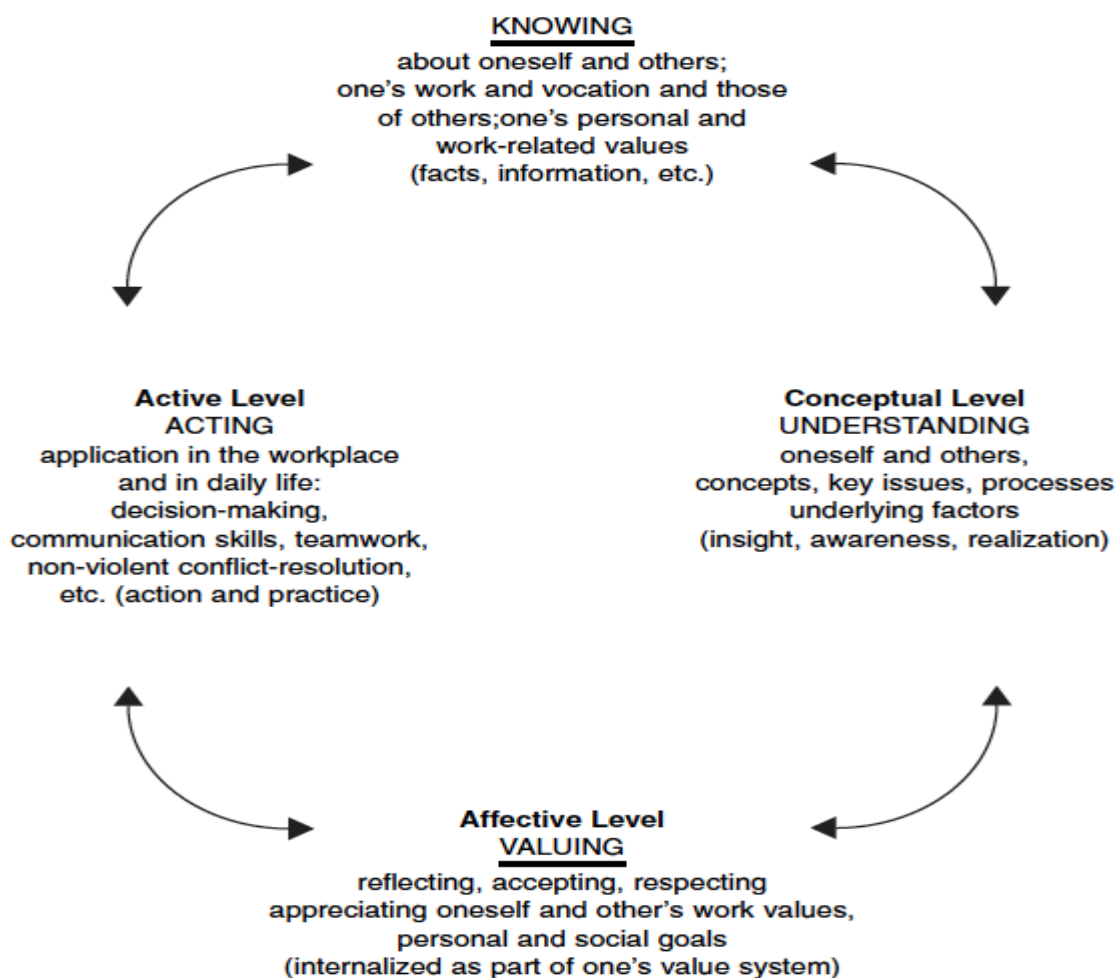 KNOWING
about oneself and others;
one's work and vocation and those
of others;one's personal and
work-related values
(facts, information, etc.)
Active Level
ACTING
application in the workplace
and in daily life:
decision-making,
communication skills, teamwork,
non-violent conflict-resolution,
etc. (action and practice)
Conceptual Level
UNDERSTANDING
oneself and others,
concepts, key issues, processes
underlying factors
(insight, awareness, realization)
Affective Level
VALUING
reflecting, accepting, respecting
appreciating oneself and other's work values,
personal and social goals
(internalized as part of one's value system)